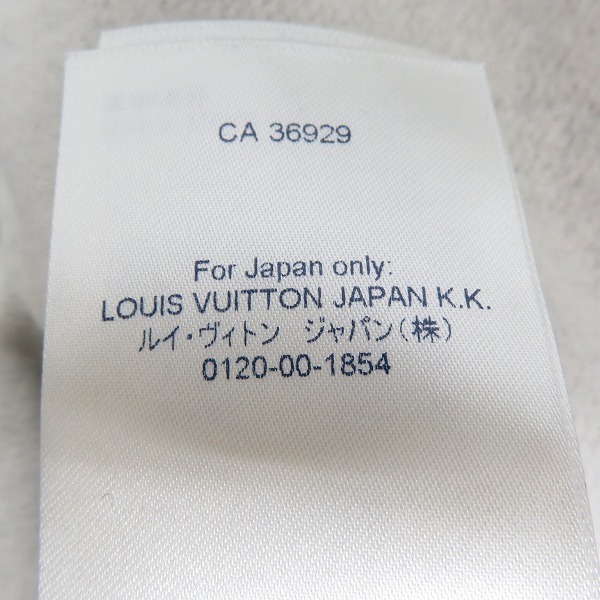 CA 36929
For Japan only:
LOUIS VUITTON JAPAN K.K.
ルイ・ヴィトン　ジャパン(株)
0120-00-1854